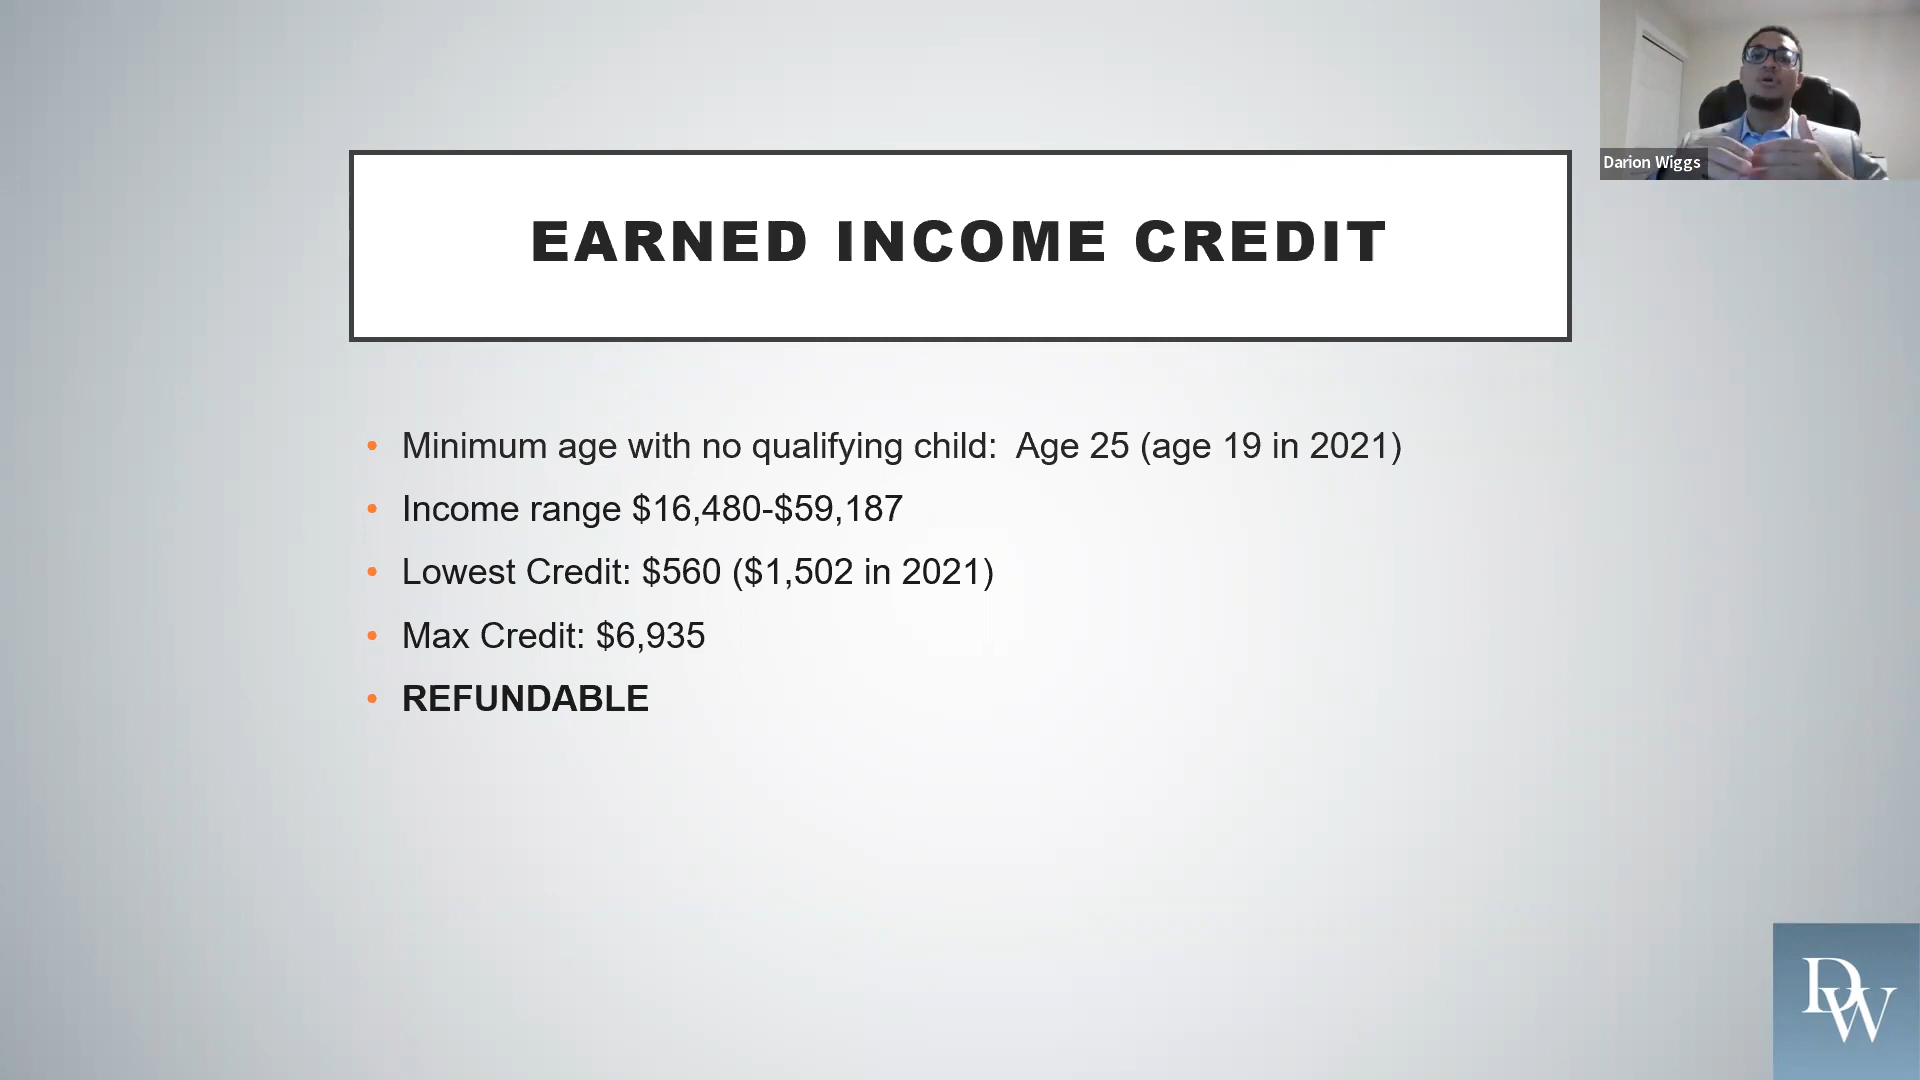 Darion Wiggs
EARNED INCOME CREDIT
• Minimum age with no qualifying child:  Age 25 (age 19 in 2021)
• Income range $16,480-$59,187
• Lowest Credit: $560 ($1,502 in 2021)
• Max Credit: $6,935
• REFUNDABLE
DW